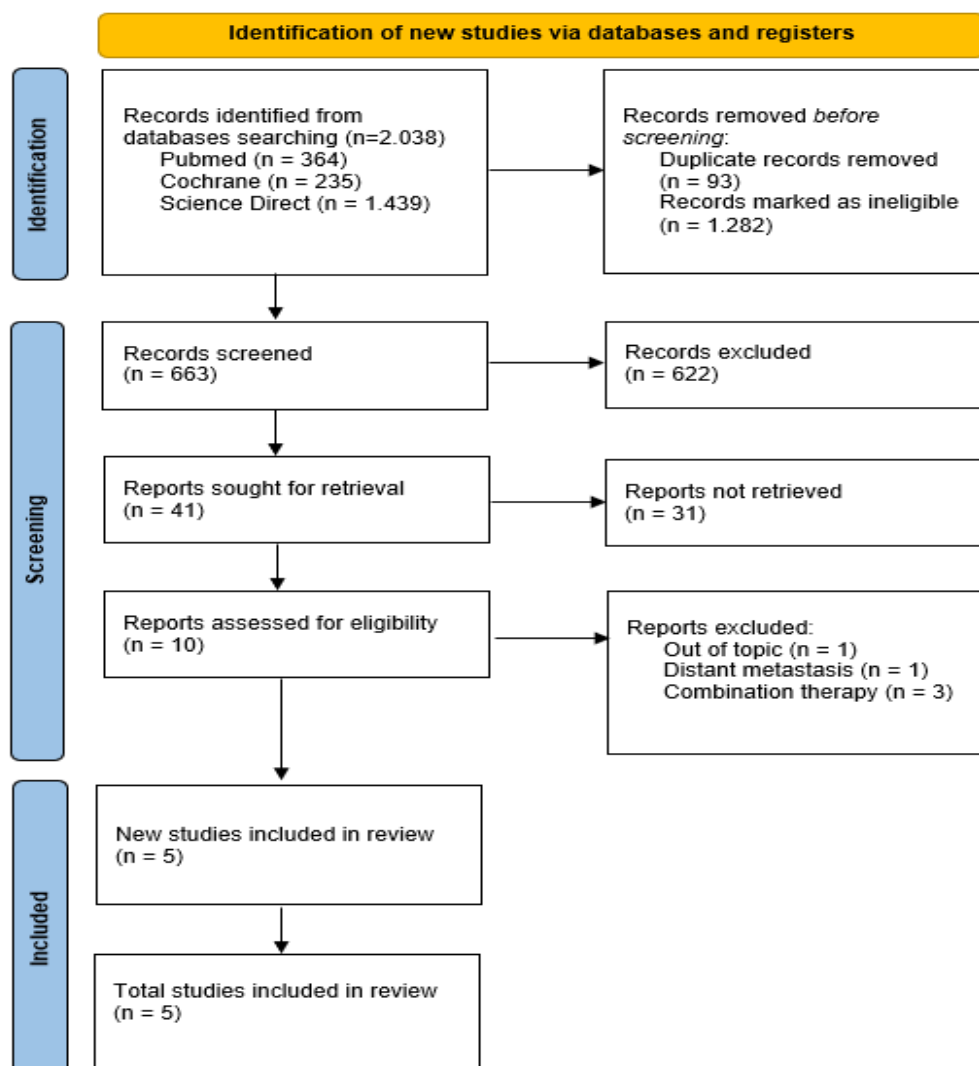 Identification of new studies via databases and registers
Identification
Records identified from
databases searching (n=2.038)
Pubmed (n = 364)
Cochrane (n = 235)
Science Direct (n = 1.439)
Records removed before
screening:
Duplicate records removed
(n = 93)
Records marked as ineligible
(n = 1.282)
Screening
Records screened
(n = 663)
Records excluded
(n = 622)
Reports sought for retrieval
(n = 41)
Reports not retrieved
(n = 31)
Reports assessed for eligibility
(n = 10)
Reports excluded:
Out of topic (n = 1)
Distant metastasis (n = 1)
Combination therapy (n = 3)
Included
New studies included in review
(n = 5)
Total studies included in review
(n = 5)